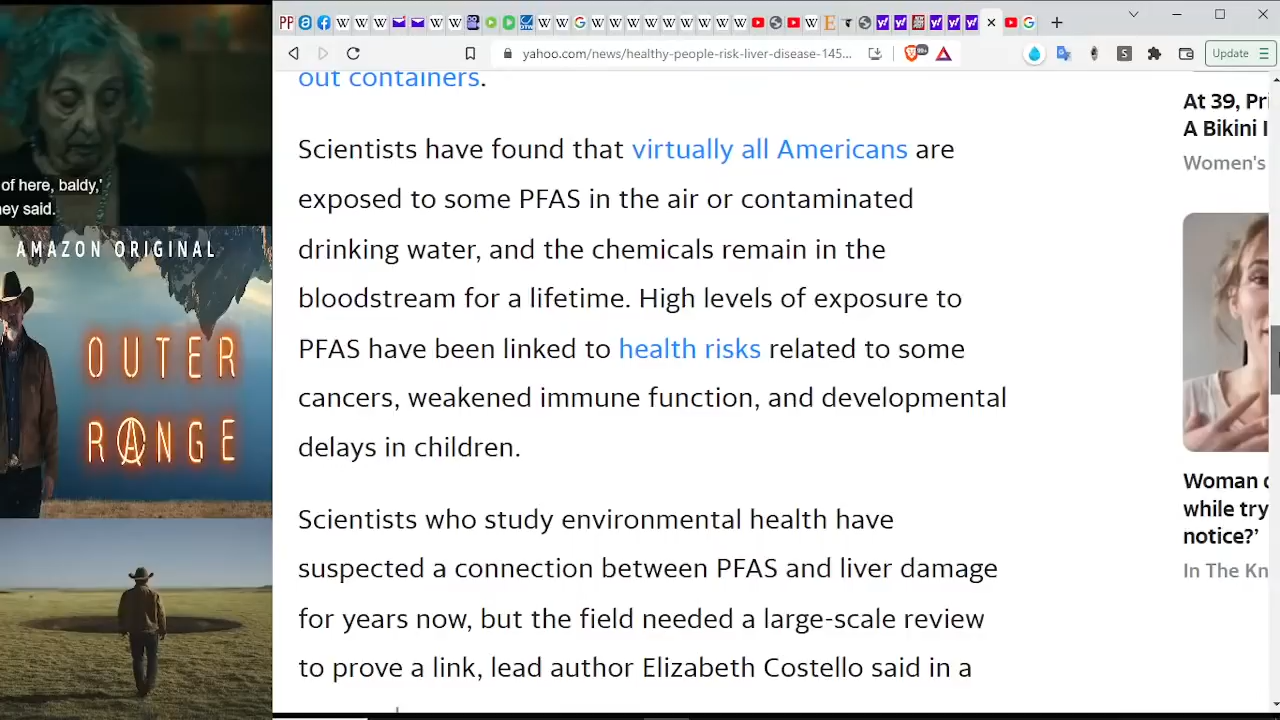 of here, baldy,'
ey said.
AMAZON ORIGINAL
OUTER
RANGE
yahoo.com/news/healthy-people-risk-liver-disease-145...
Update
out containers.
Scientists have found that virtually all Americans are
exposed to some PFAS in the air or contaminated
drinking water, and the chemicals remain in the
bloodstream for a lifetime. High levels of exposure to
PFAS have been linked to health risks related to some
cancers, weakened immune function, and developmental
delays in children.
Scientists who study environmental health have
suspected a connection between PFAS and liver damage
for years now, but the field needed a large-scale review
to prove a link, lead author Elizabeth Costello said in a
At 39, Pri
A Bikini I
Women's
Woman
while try
notice?’
In The Kn